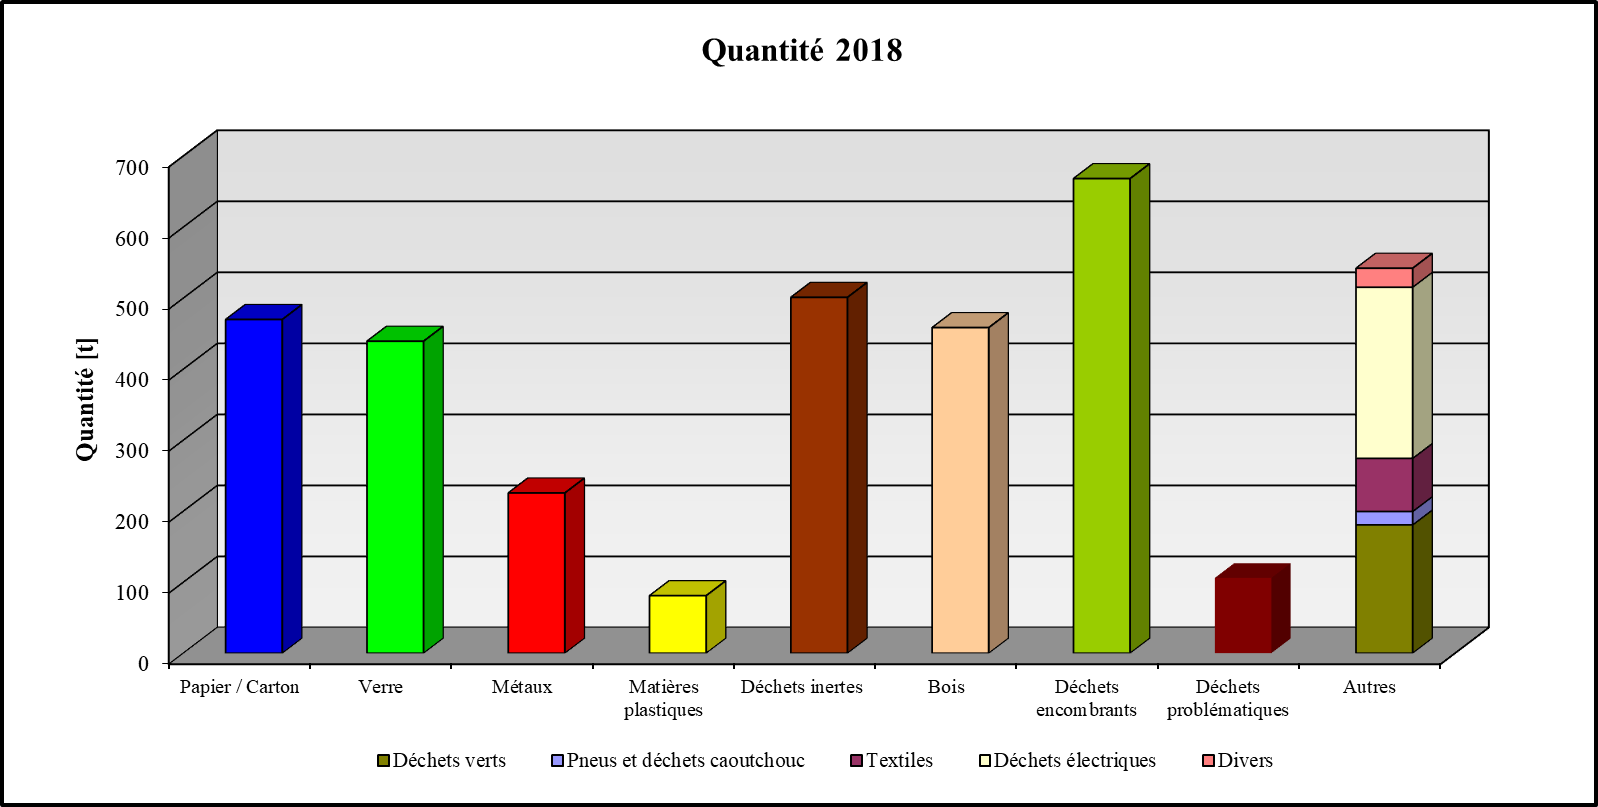 Quantité 2018
Quantité [t]
700
600
500
400
300
200
100
0
Papier / Carton
Verre
Métaux
Matières
plastiques
Déchets inertes
Bois
Déchets
encombrants
Déchets
problématiques
Autres
Déchets verts
Pneus et déchets caoutchouc
Textiles
Déchets électriques
Divers